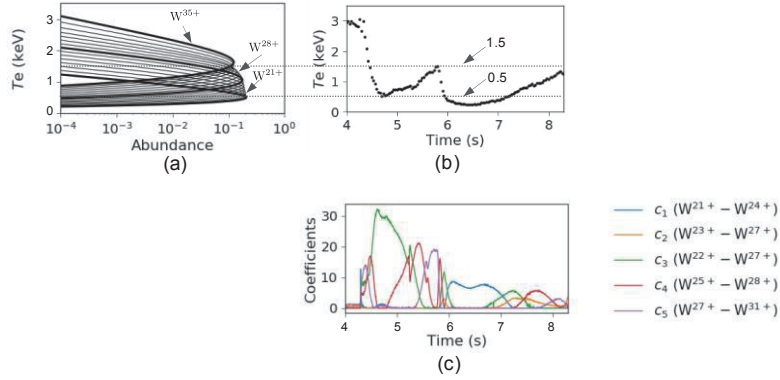 Te (keV)
3
2
1
0
W³⁵⁺
W²⁸⁺
W²¹⁺
10⁻⁴ 10⁻³ 10⁻² 10⁻¹ 10⁰
Abundance
(a)
Te (keV)
3
2
1
0
1.5
0.5
4 5 6 7 8
Time (s)
(b)
Coefficients
30
20
10
0
4 5 6 7 8
Time (s)
(c)
c₁ (W²¹⁺ − W²⁴⁺)
c₂ (W²³⁺ − W²⁷⁺)
c₃ (W²²⁺ − W²⁷⁺)
c₄ (W²⁵⁺ − W²⁸⁺)
c₅ (W²⁷⁺ − W³¹⁺)